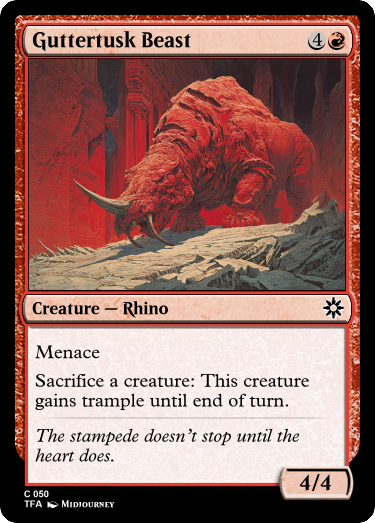 Guttertusk Beast 4
Creature — Rhino
Menace
Sacrifice a creature: This creature
gains trample until end of turn.
The stampede doesn't stop until the
heart does.
4/4
C 050
TFA Midjourney